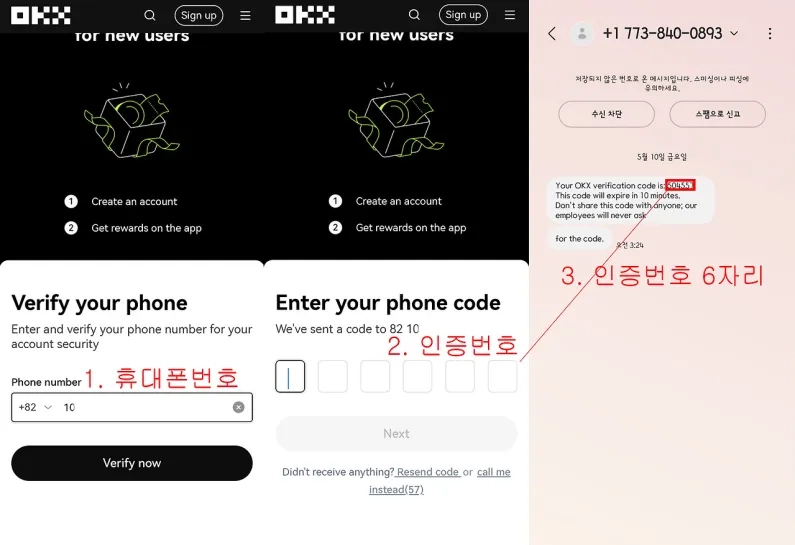 OKX
Sign up
for new users
1 Create an account
2 Get rewards on the app
Verify your phone
Enter and verify your phone number for your
account security
Phone number
1. 휴대폰번호
+82 10
Verify now
OKX
Sign up
for new users
1 Create an account
2 Get rewards on the app
Enter your phone code
We've sent a code to 82 10
2. 인증번호
Next
Didn't receive anything? Resend code or call me
instead(57)
+1 773-840-0893
저장되지 않은 번호로 온 메시지입니다. 스미싱이나 피싱에
유의하세요.
수신 차단
스팸으로 신고
5월 10일 금요일
Your OKX verification code is:
This code will expire in 10 minutes.
Don't share this code with anyone; our
employees will never ask
for the code.
오전 3:24
3. 인증번호 6자리